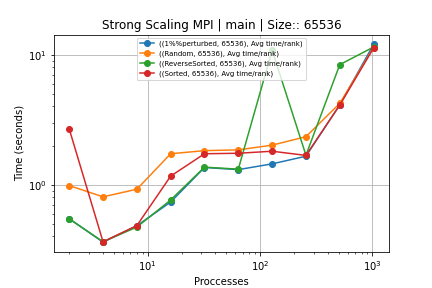 Strong Scaling MPI | main | Size:: 65536
((1%%perturbed, 65536), Avg time/rank)
((Random, 65536), Avg time/rank)
((ReverseSorted, 65536), Avg time/rank)
((Sorted, 65536), Avg time/rank)
10¹
10⁰
Time (seconds)
10¹ 10² 10³
Proccesses